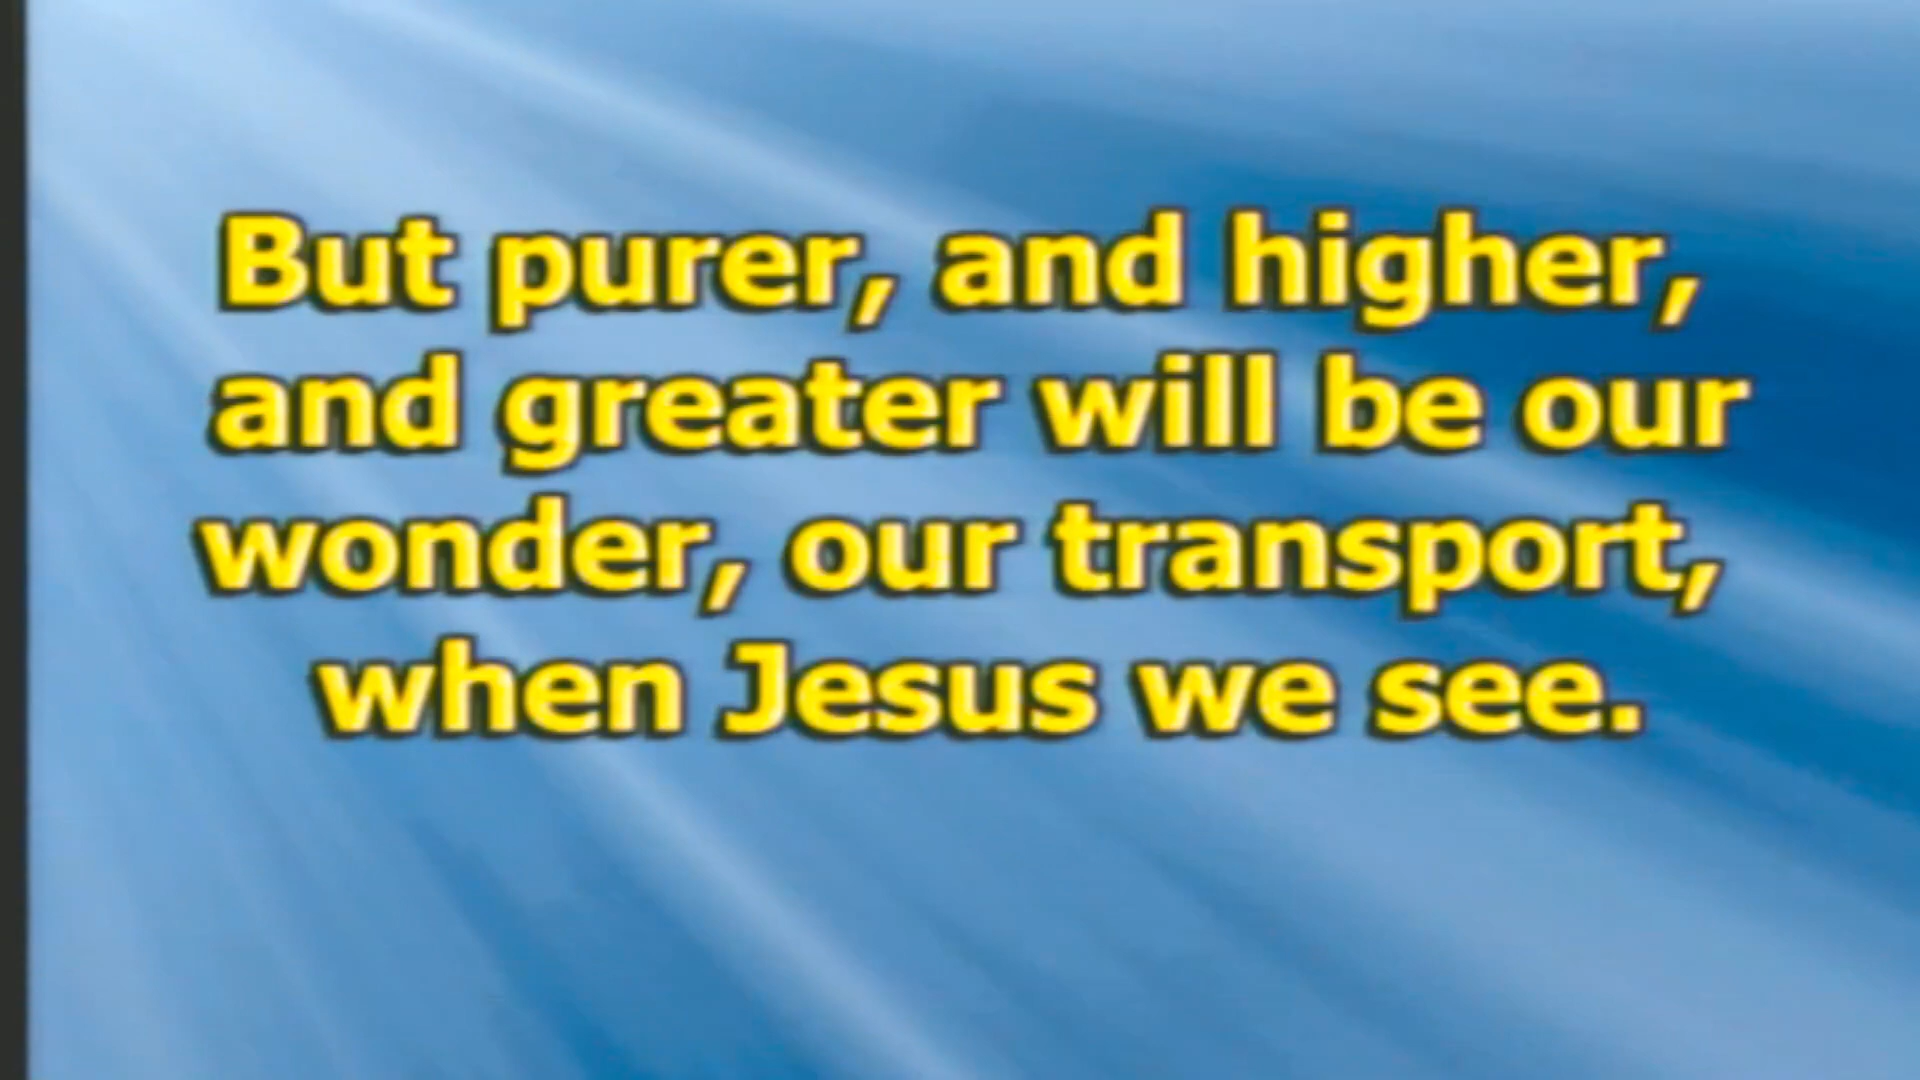 But purer, and higher,
and greater will be our
wonder, our transport,
when Jesus we see.